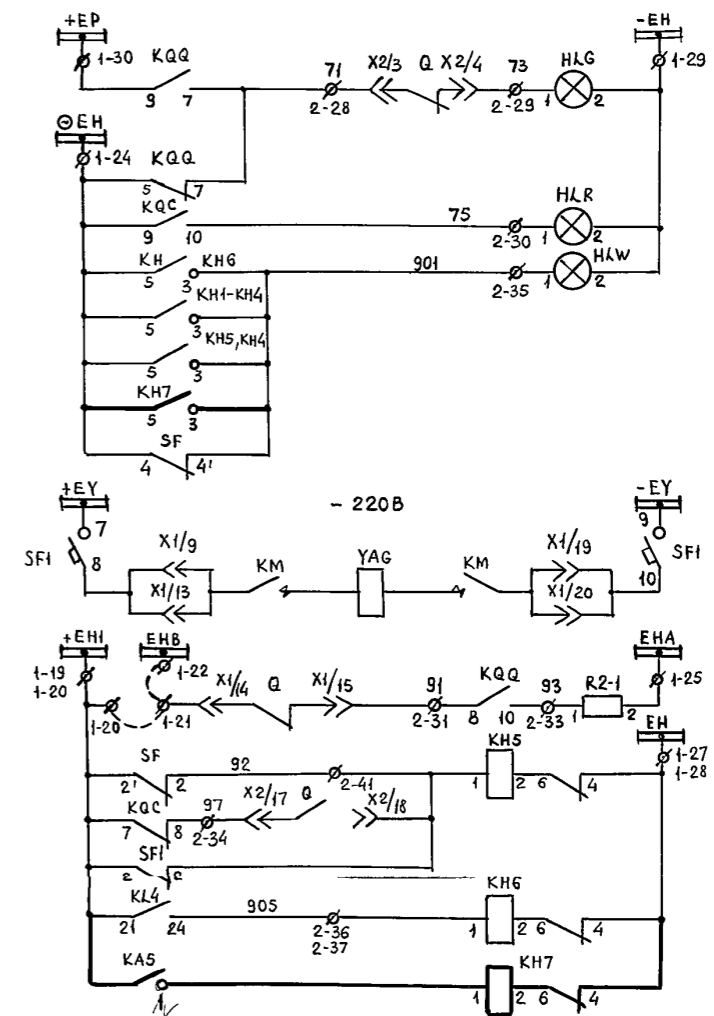 +EP
-EH
1-30
KQQ
71
X2/3
Q
X2/4
73
HLG
1-29
9
7
2-28
2-29
1
2
⊝EH
1-24
KQQ
5
7
KQC
HLR
9
10
75
2-30
1
2
KH
KH6
901
HLW
5
3
2-35
1
2
KH1-KH4
5
3
KH5,KH4
5
3
KH7
5
3
SF
4
4'
+EY
- 220В
-EY
7
9
SF1
8
X1/9
KM
YAG
KM
X1/19
SF1
10
X1/13
X1/20
+EH1
EHB
EHA
1-19
1-22
1-20
X1/14
Q
X1/15
91
KQQ
93
R2-1
1-25
1-20
1-21
2-31
8
10
2-33
1
2
EH
SF
92
KH5
1-27
1-28
2'
2
2-41
1
2
6
4
KQC
97
X2/17
Q
X2/18
7
8
2-34
SF1
KL4
905
KH6
21
24
2-36
2-37
1
2
6
4
KA5
KH7
1
2
6
4